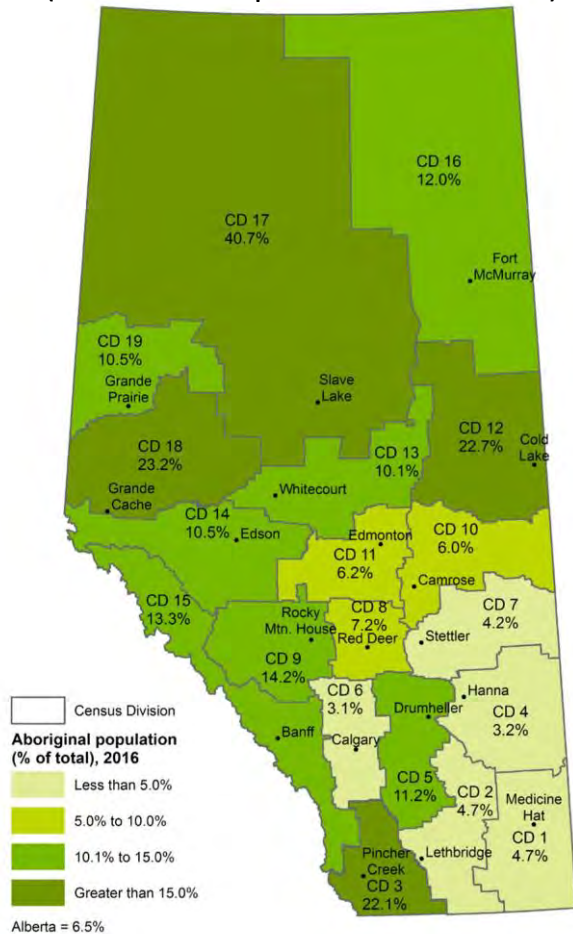 CD 16
12.0%
CD 17
40.7%
Fort
McMurray
CD 19
10.5%
Grande
Prairie
Slave
Lake
CD 12
22.7%
Cold
Lake
CD 18
23.2%
CD 13
10.1%
Grande
Cache
Whitecourt
CD 14
10.5%
Edson
Edmonton
CD 11
6.2%
CD 10
6.0%
Camrose
CD 15
13.3%
Rocky
Mtn. House
CD 9
14.2%
CD 8
7.2%
Red Deer
CD 7
4.2%
Stettler
CD 6
3.1%
Calgary
Drumheller
Hanna
CD 4
3.2%
Banff
CD 5
11.2%
CD 2
4.7%
Medicine
Hat
CD 1
4.7%
Pincher
Creek
CD 3
22.1%
Lethbridge
Census Division
Aboriginal population
(% of total), 2016
Less than 5.0%
5.0% to 10.0%
10.1% to 15.0%
Greater than 15.0%
Alberta = 6.5%